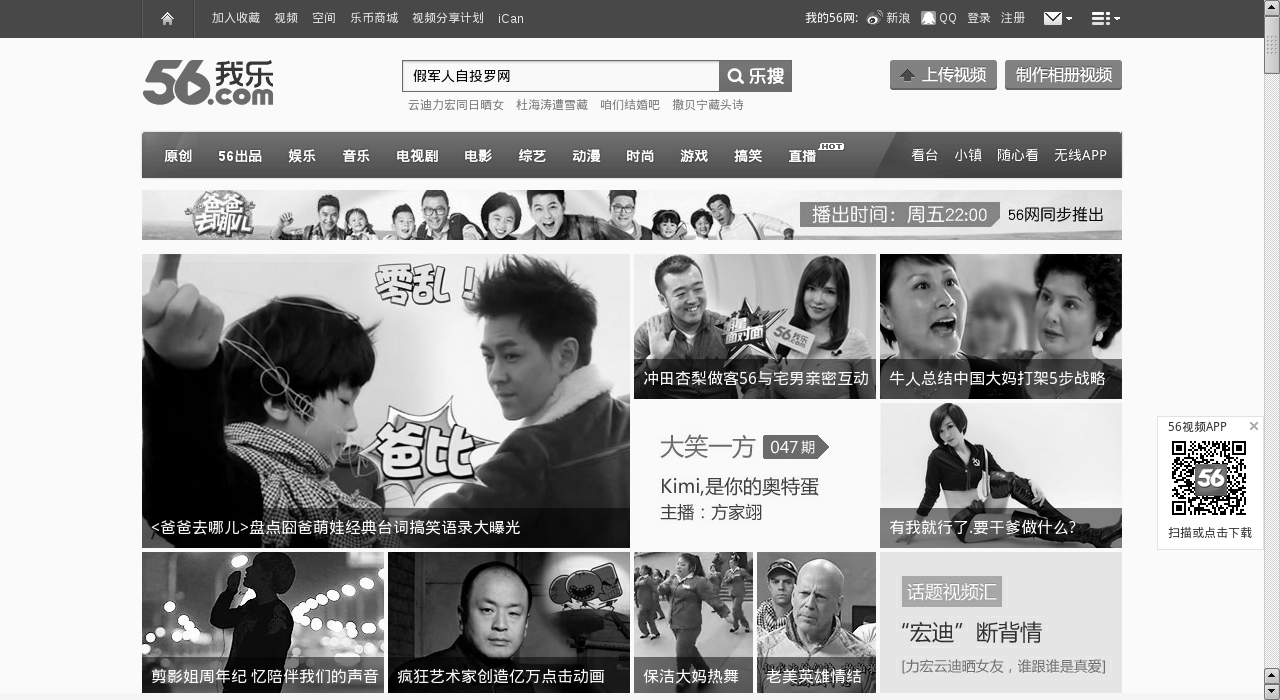 加入收藏 视频 空间 乐币商城 视频分享计划 iCan 我的56网: 新浪 QQ 登录 注册
56我乐.com
假军人自投罗网 乐搜
上传视频 制作相册视频
云迪力宏同日晒女 杜海涛遭雪藏 咱们结婚吧 撒贝宁藏头诗
原创 56出品 娱乐 音乐 电视剧 电影 综艺 动漫 时尚 游戏 搞笑 直播 HOT 看台 小镇 随心看 无线APP
爸爸去哪儿 播出时间：周五22:00 56网同步推出
零乱！
爸比
<爸爸去哪儿>盘点囧爸萌娃经典台词搞笑语录大曝光
明星面对面
56我乐.com
冲田杏梨做客56与宅男亲密互动
牛人总结中国大妈打架5步战略
大笑一方 047期
Kimi,是你的奥特蛋
主播：方家翊
有我就行了.要干爹做什么?
剪影姐周年纪 忆陪伴我们的声音
疯狂艺术家创造亿万点击动画
保洁大妈热舞
老美英雄情结
话题视频汇
“宏迪”断背情
[力宏云迪晒女友，谁跟谁是真爱]
56视频APP
56
扫描或点击下载